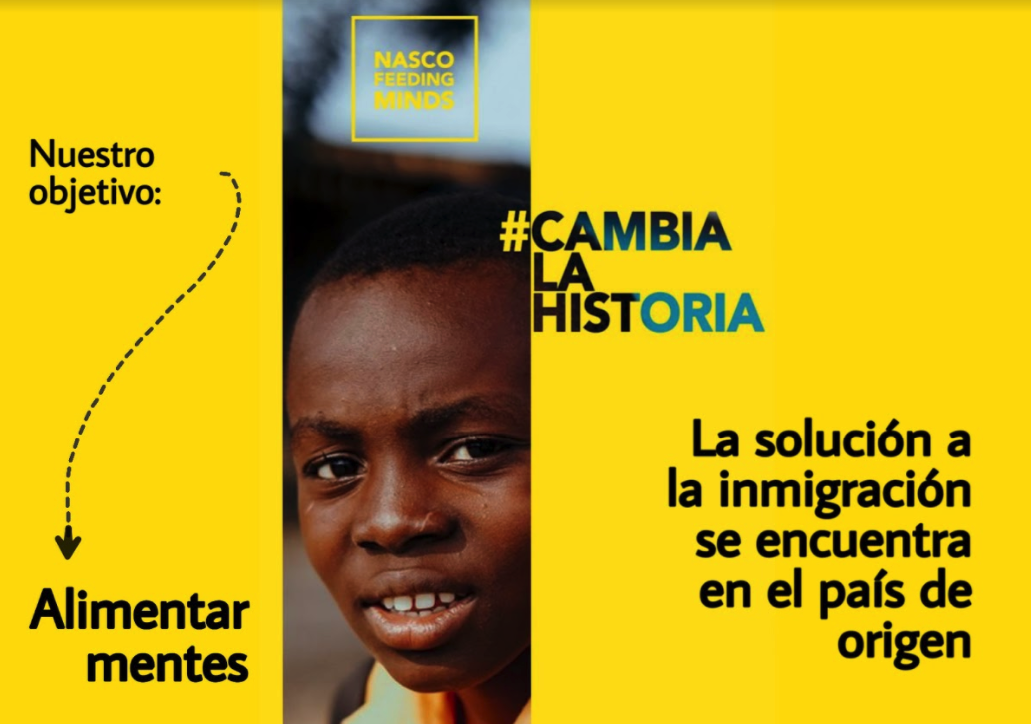 NASCO
FEEDING
MINDS
Nuestro
objetivo:
Alimentar
mentes
#CAMBIA
LA
HISTORIA
La solución a
la inmigración
se encuentra
en el país de
origen